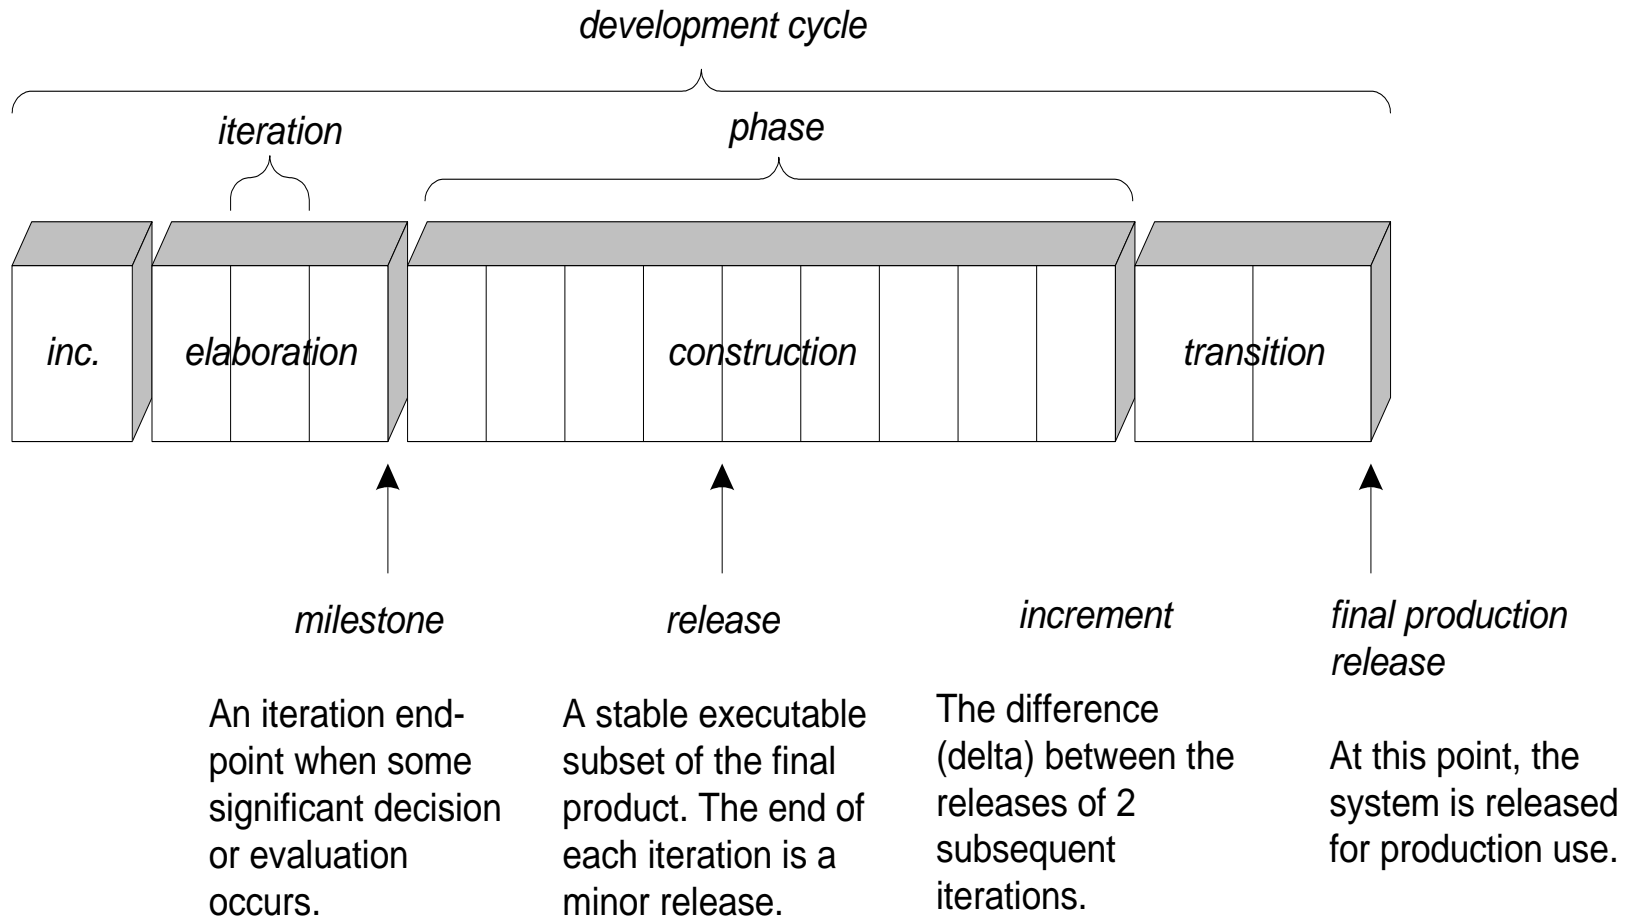 development cycle
iteration
phase
inc.
elaboration
construction
transition
milestone
An iteration end-
point when some
significant decision
or evaluation
occurs.
release
A stable executable
subset of the final
product. The end of
each iteration is a
minor release.
increment
The difference
(delta) between the
releases of 2
subsequent
iterations.
final production
release
At this point, the
system is released
for production use.